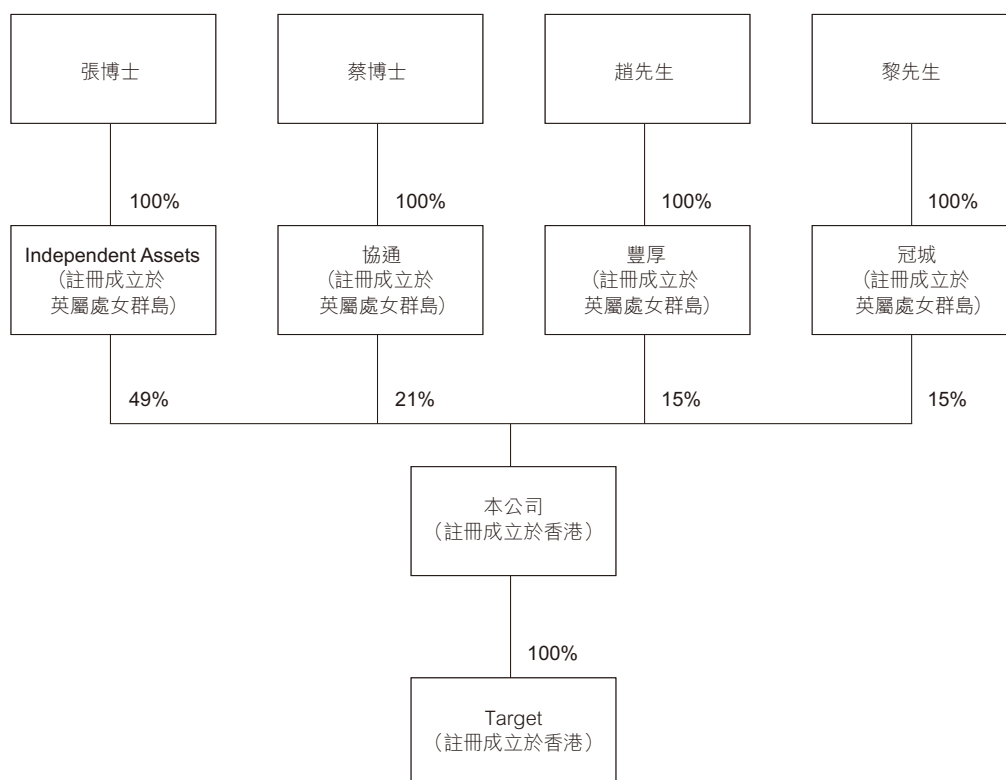 張博士
蔡博士
趙先生
黎先生
100%
100%
100%
100%
Independent Assets
(註冊成立於
英屬處女群島)
協通
(註冊成立於
英屬處女群島)
豐厚
(註冊成立於
英屬處女群島)
冠城
(註冊成立於
英屬處女群島)
49%
21%
15%
15%
本公司
(註冊成立於香港)
100%
Target
(註冊成立於香港)